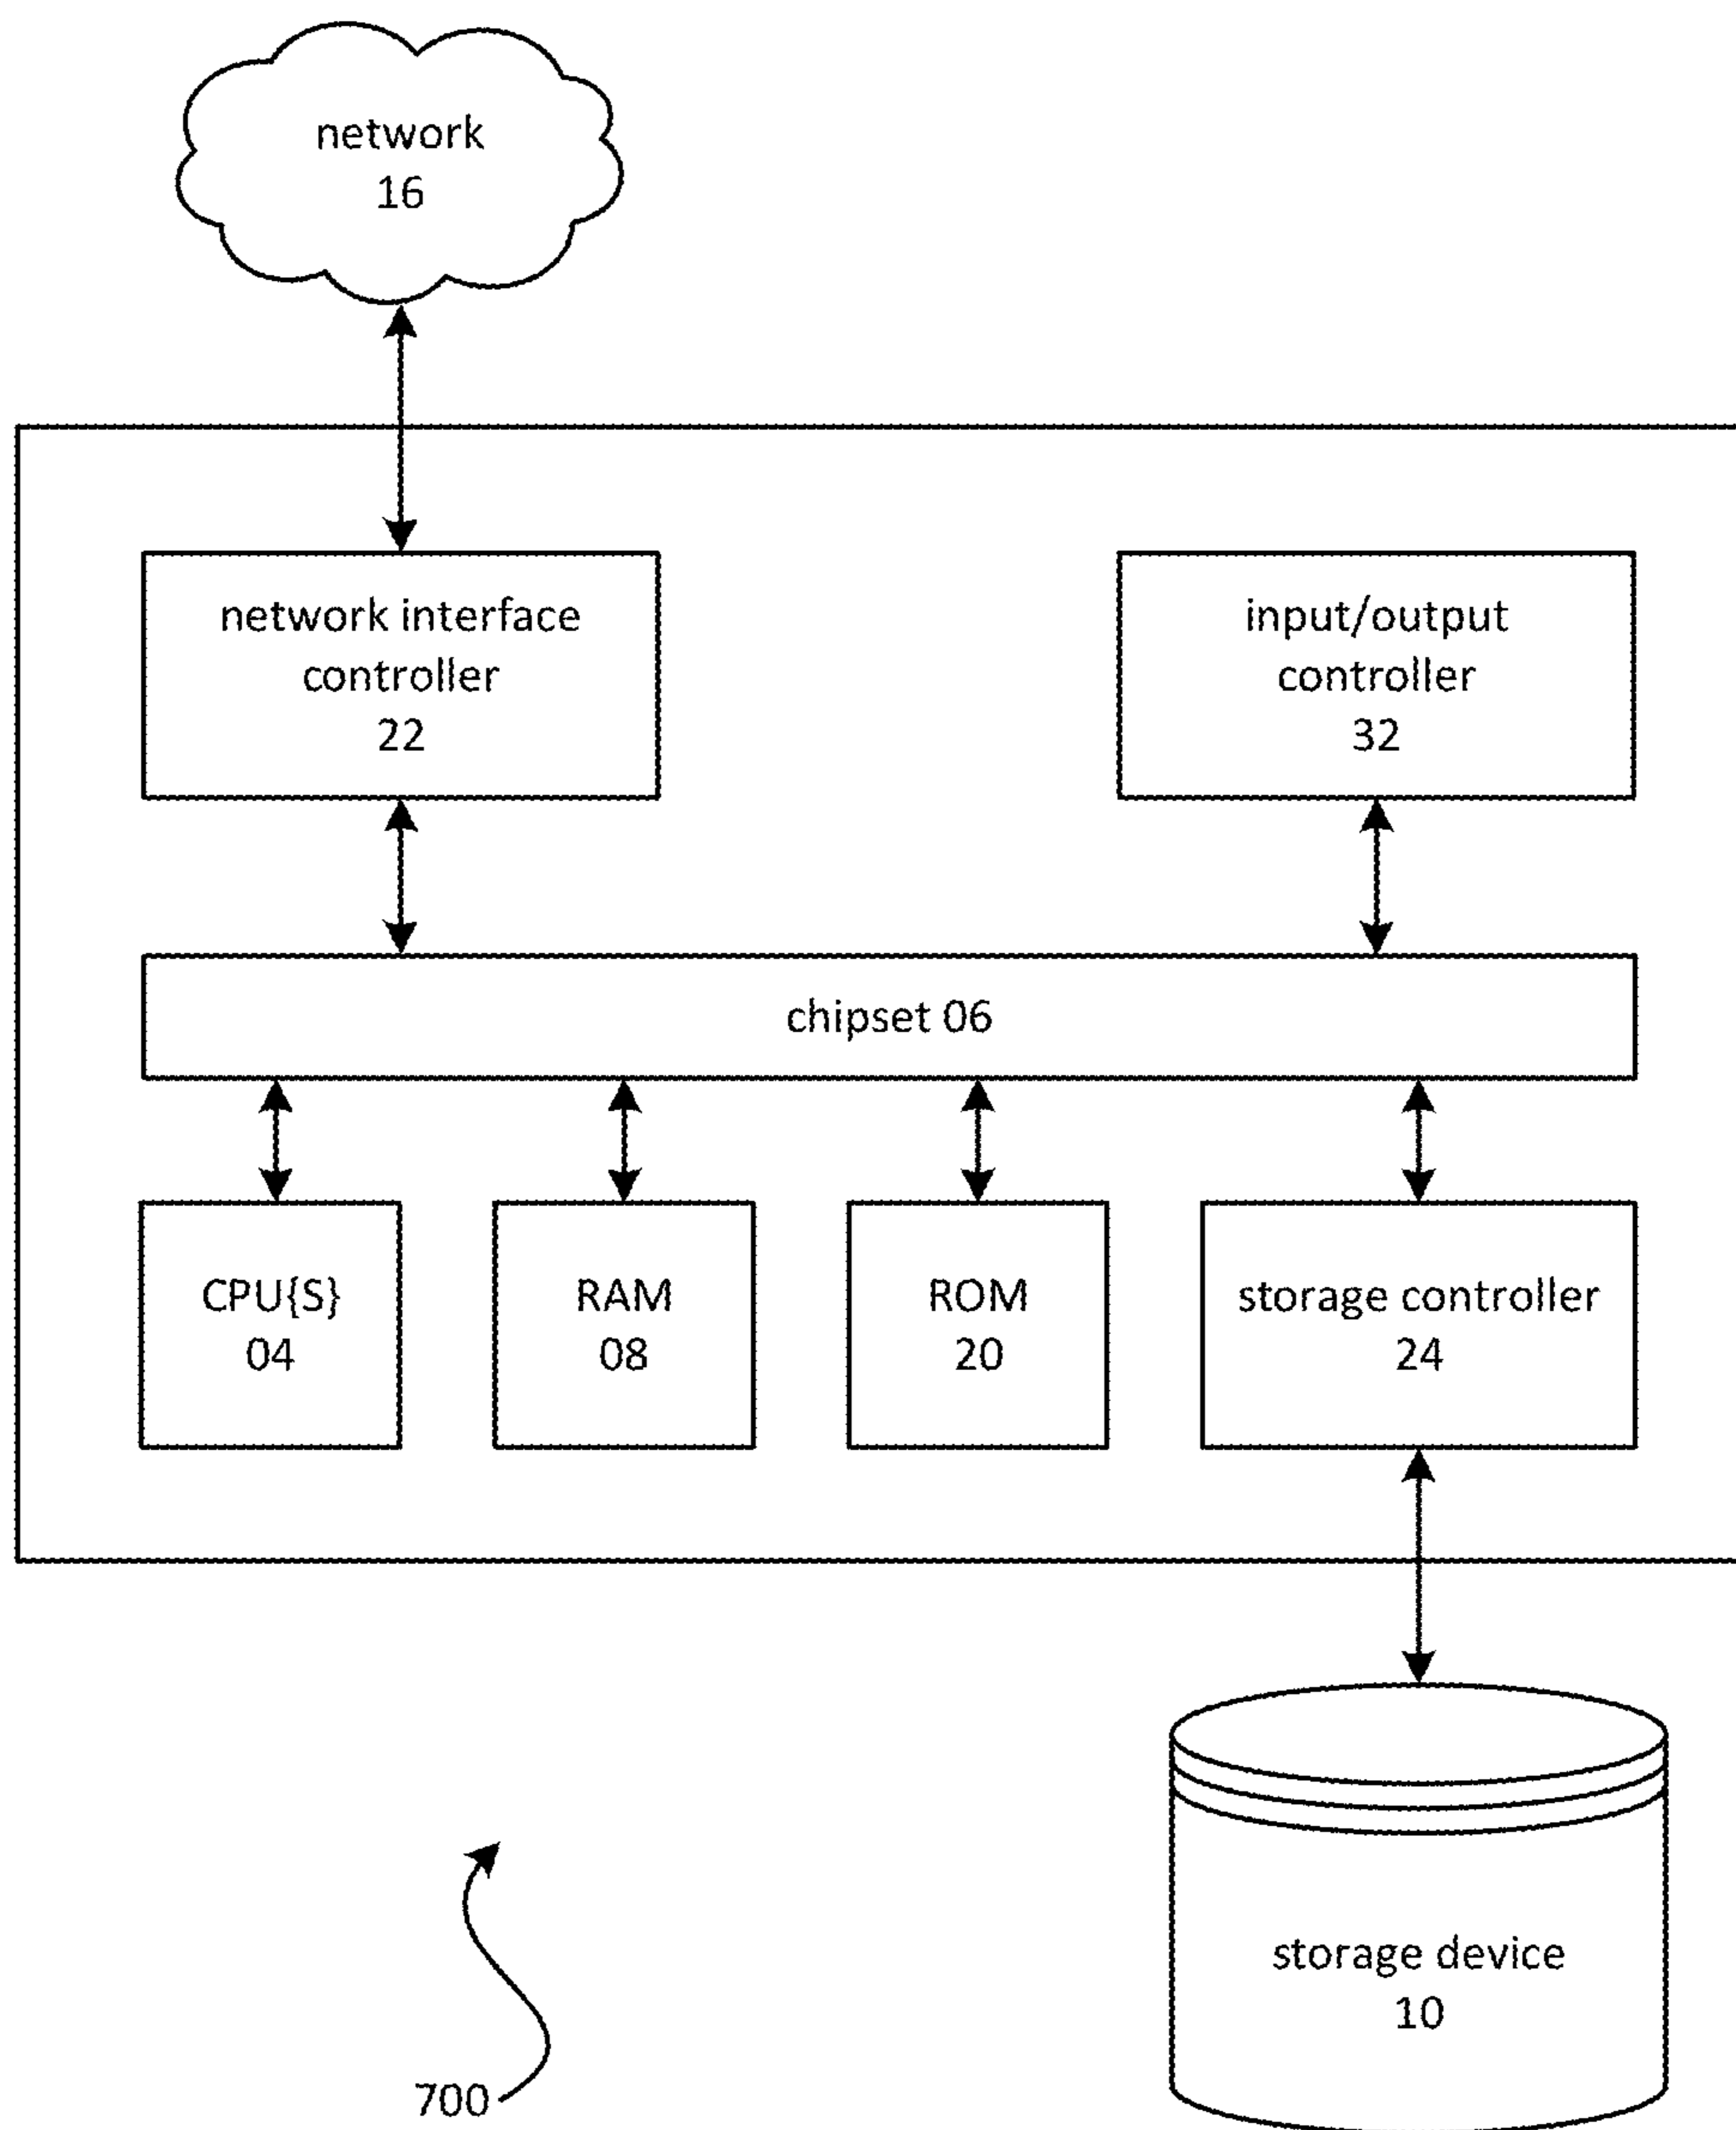 network
16
network interface
controller
22
input/output
controller
32
chipset 06
CPU{S}
04
RAM
08
ROM
20
storage controller
24
storage device
10
700